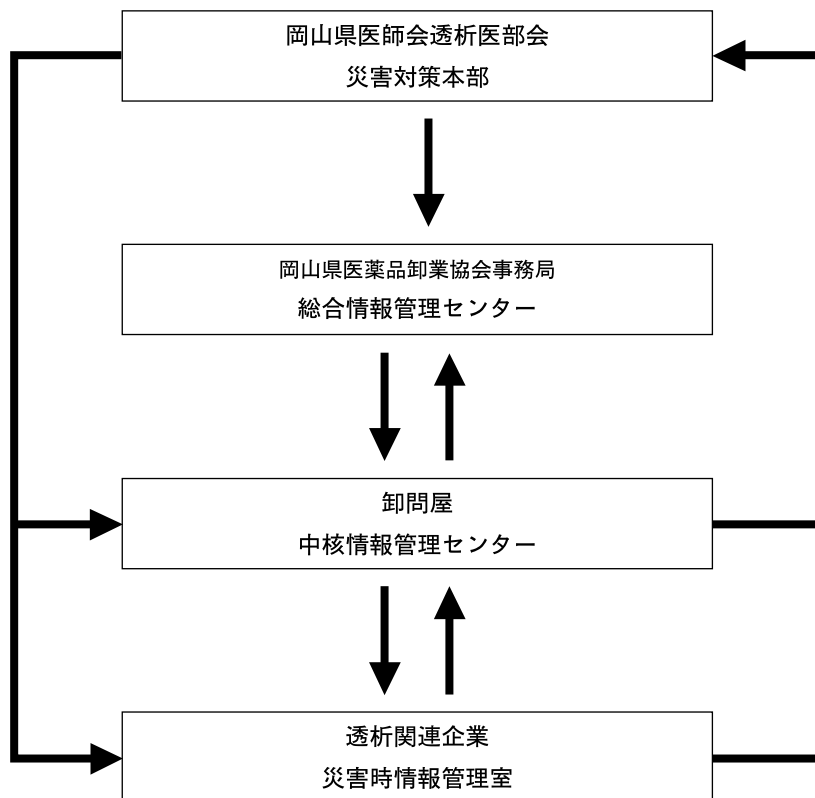 岡山県医師会透析医部会
災害対策本部
岡山県医薬品卸業協会事務局
総合情報管理センター
卸問屋
中核情報管理センター
透析関連企業
災害時情報管理室